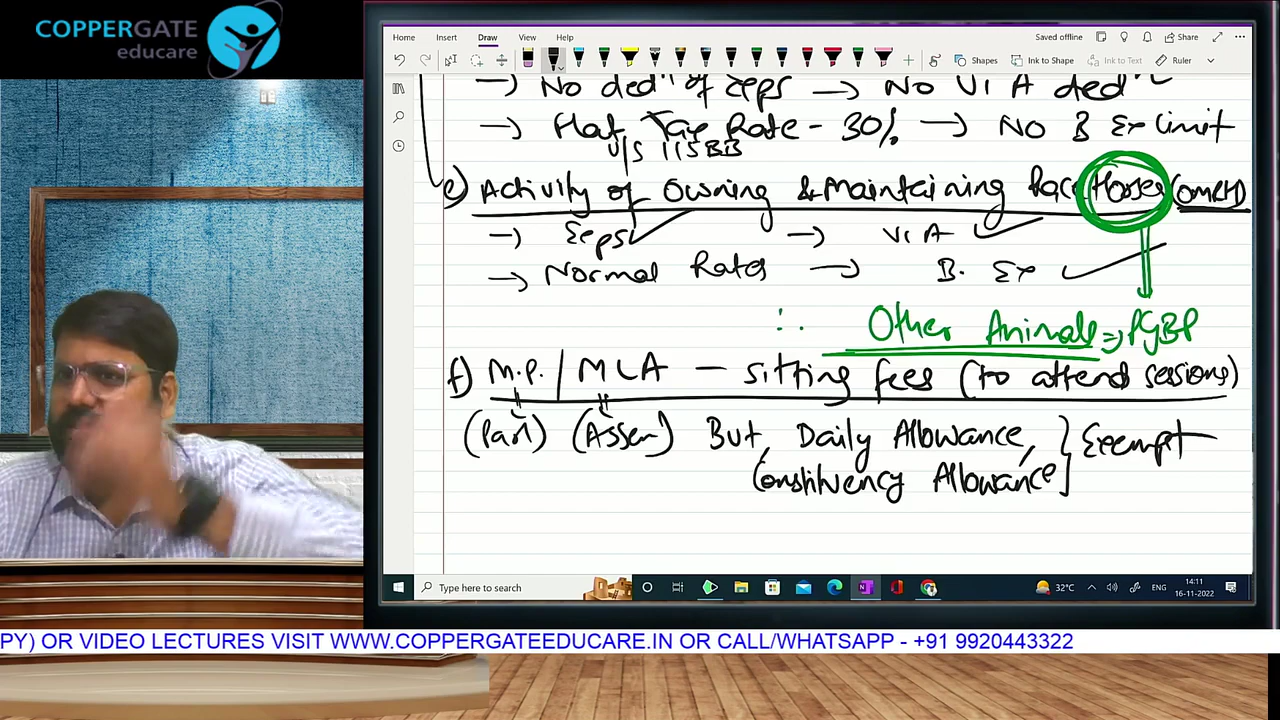 COPPERGATE
educare
Home Insert Draw View Help
Saved offline
Share
Shapes
Ink to Shape
Ink to Text
Ruler
→ No dedn of Exps → No VI A dedn
→ Flat Tax Rate - 30% → No B Ex limit
U/S 115BB
e) Activity of Owning & Maintaining Race Horses (OMRH)
→ Exps ✓ → VI A ✓
→ Normal Rates → B. Ex ✓
∴ Other Animals ⇒ PGBP
f) M.P. / MLA — Sitting fees (to attend sessions)
(Parl) (Assem) But, Daily Allowance, } Exempt
Constituency Allowance
Type here to search
32°C
ENG
14:11
16-11-2022
PY) OR VIDEO LECTURES VISIT WWW.COPPERGATEEDUCARE.IN OR CALL/WHATSAPP - +91 9920443322